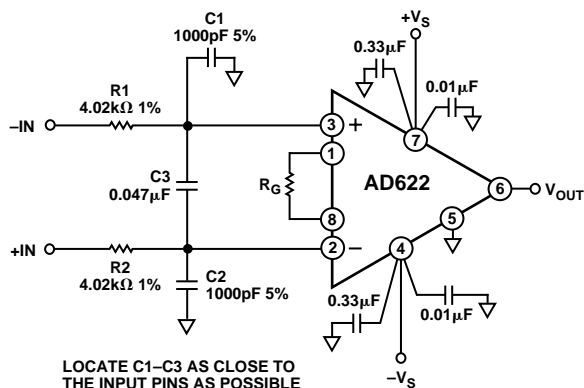 C1
1000pF 5%
+VS
0.33µF
0.01µF
R1
4.02kΩ 1%
–IN
3
+
7
1
C3
0.047µF
RG
AD622
6
VOUT
8
5
+IN
2
–
4
R2
4.02kΩ 1%
C2
1000pF 5%
0.33µF
0.01µF
LOCATE C1–C3 AS CLOSE TO
THE INPUT PINS AS POSSIBLE
–VS